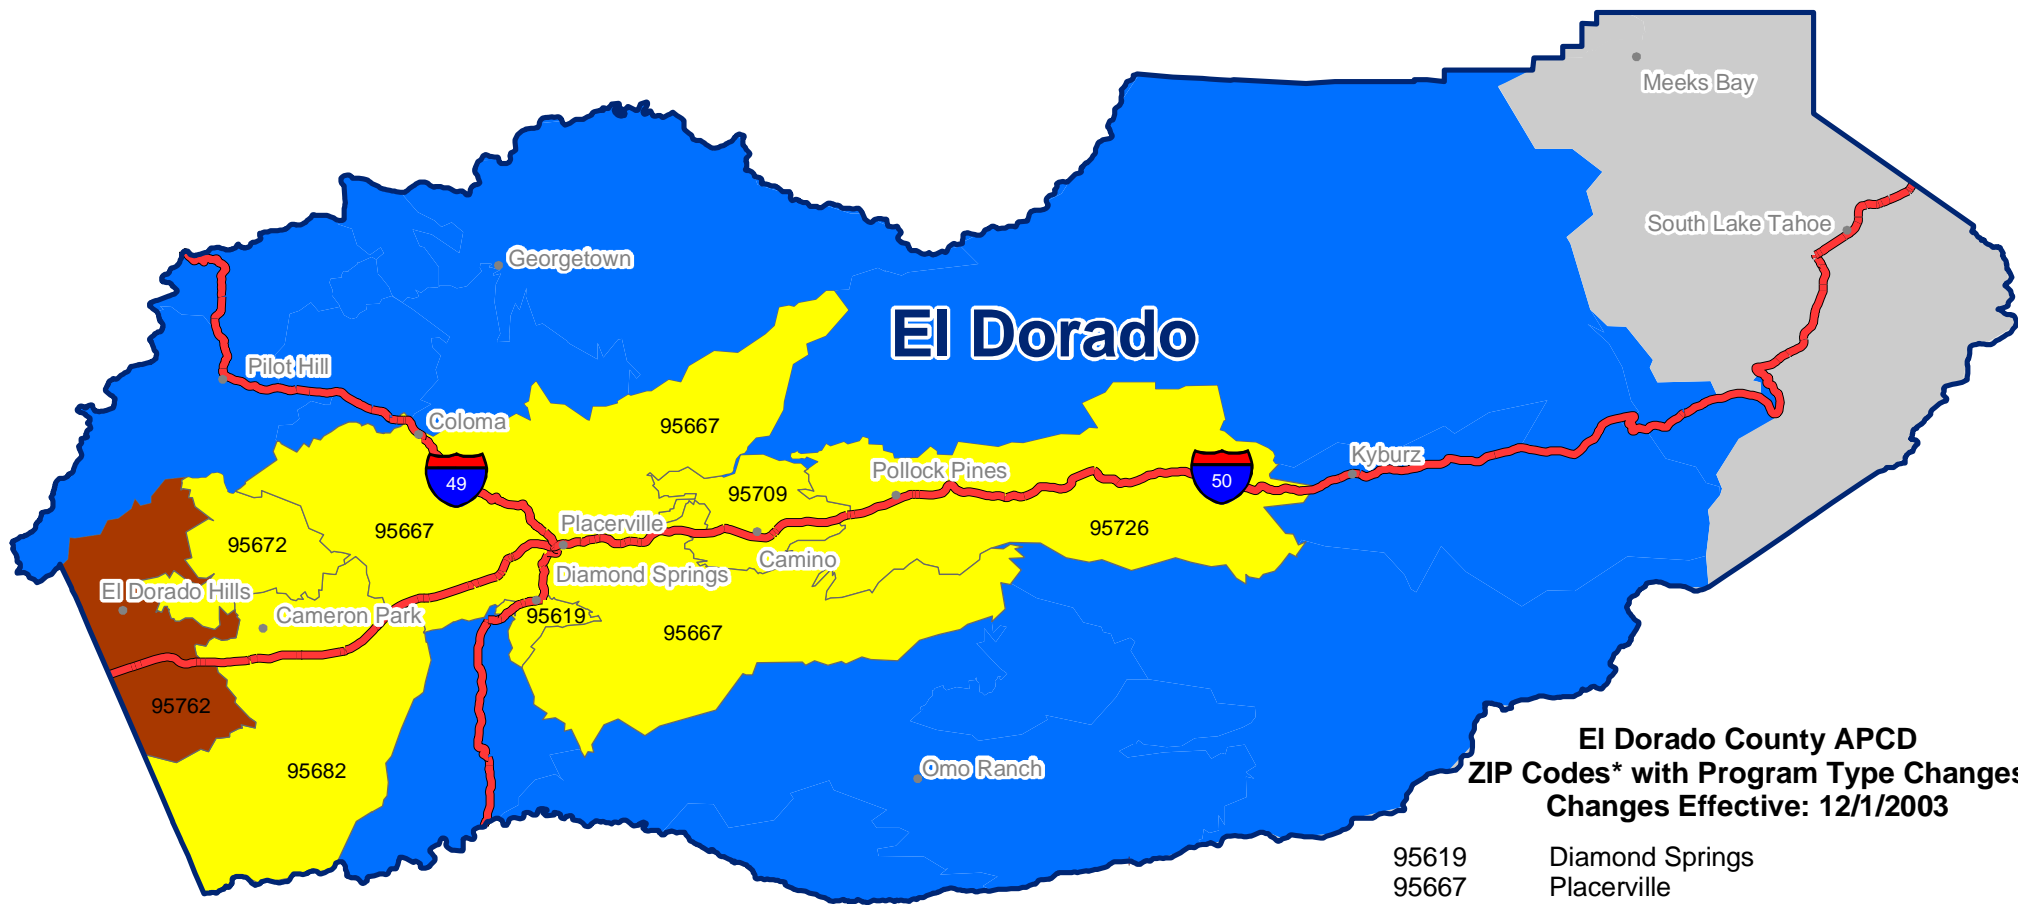 Meeks Bay
South Lake Tahoe
Georgetown
El Dorado
Pilot Hill
Coloma
95667
Pollock Pines
Kyburz
49
50
95709
Placerville
95667
95672
95726
Camino
Diamond Springs
El Dorado Hills
Cameron Park
95619
95667
95762
95682
Omo Ranch
El Dorado County APCD
ZIP Codes* with Program Type Changes
Changes Effective: 12/1/2003
95619 Diamond Springs
95667 Placerville